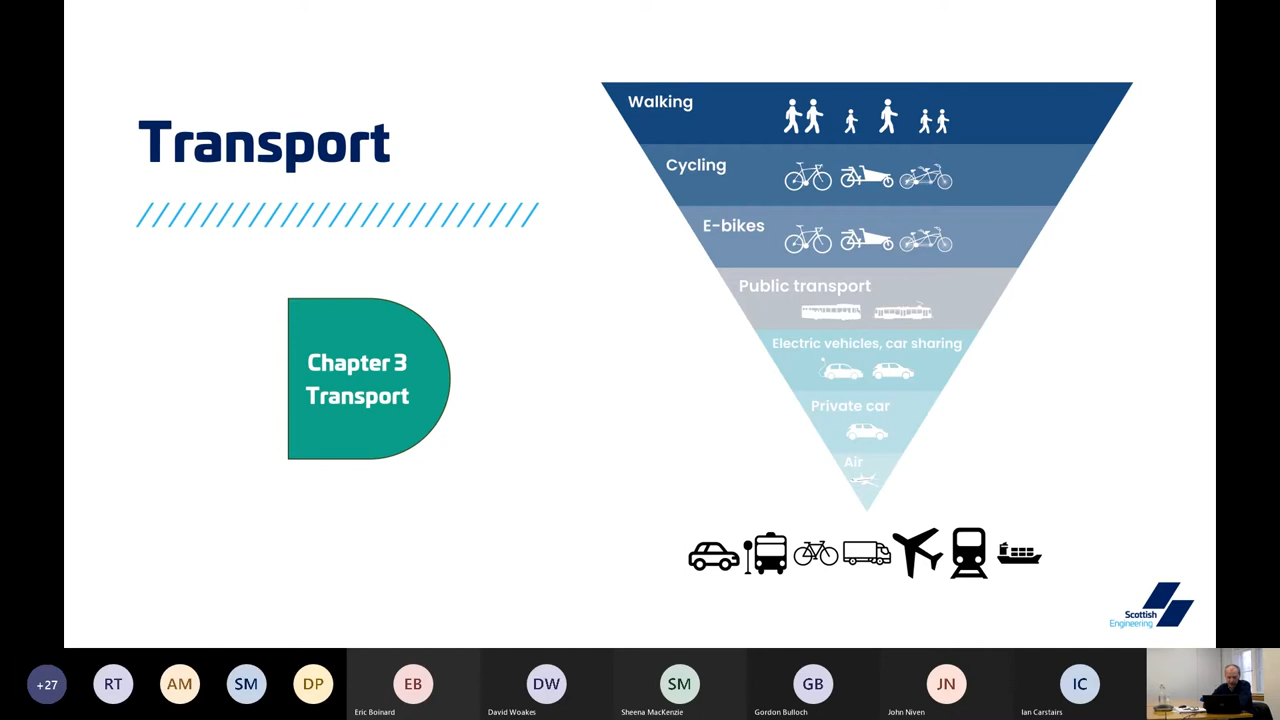 Transport
Chapter 3
Transport
Walking
Cycling
E-bikes
Public transport
Electric vehicles, car sharing
Private car
Air
Scottish
Engineering
+27
RT
AM
SM
DP
EB
Eric Boinard
DW
David Woakes
SM
Sheena MacKenzie
GB
Gordon Bulloch
JN
John Niven
IC
Ian Carstairs